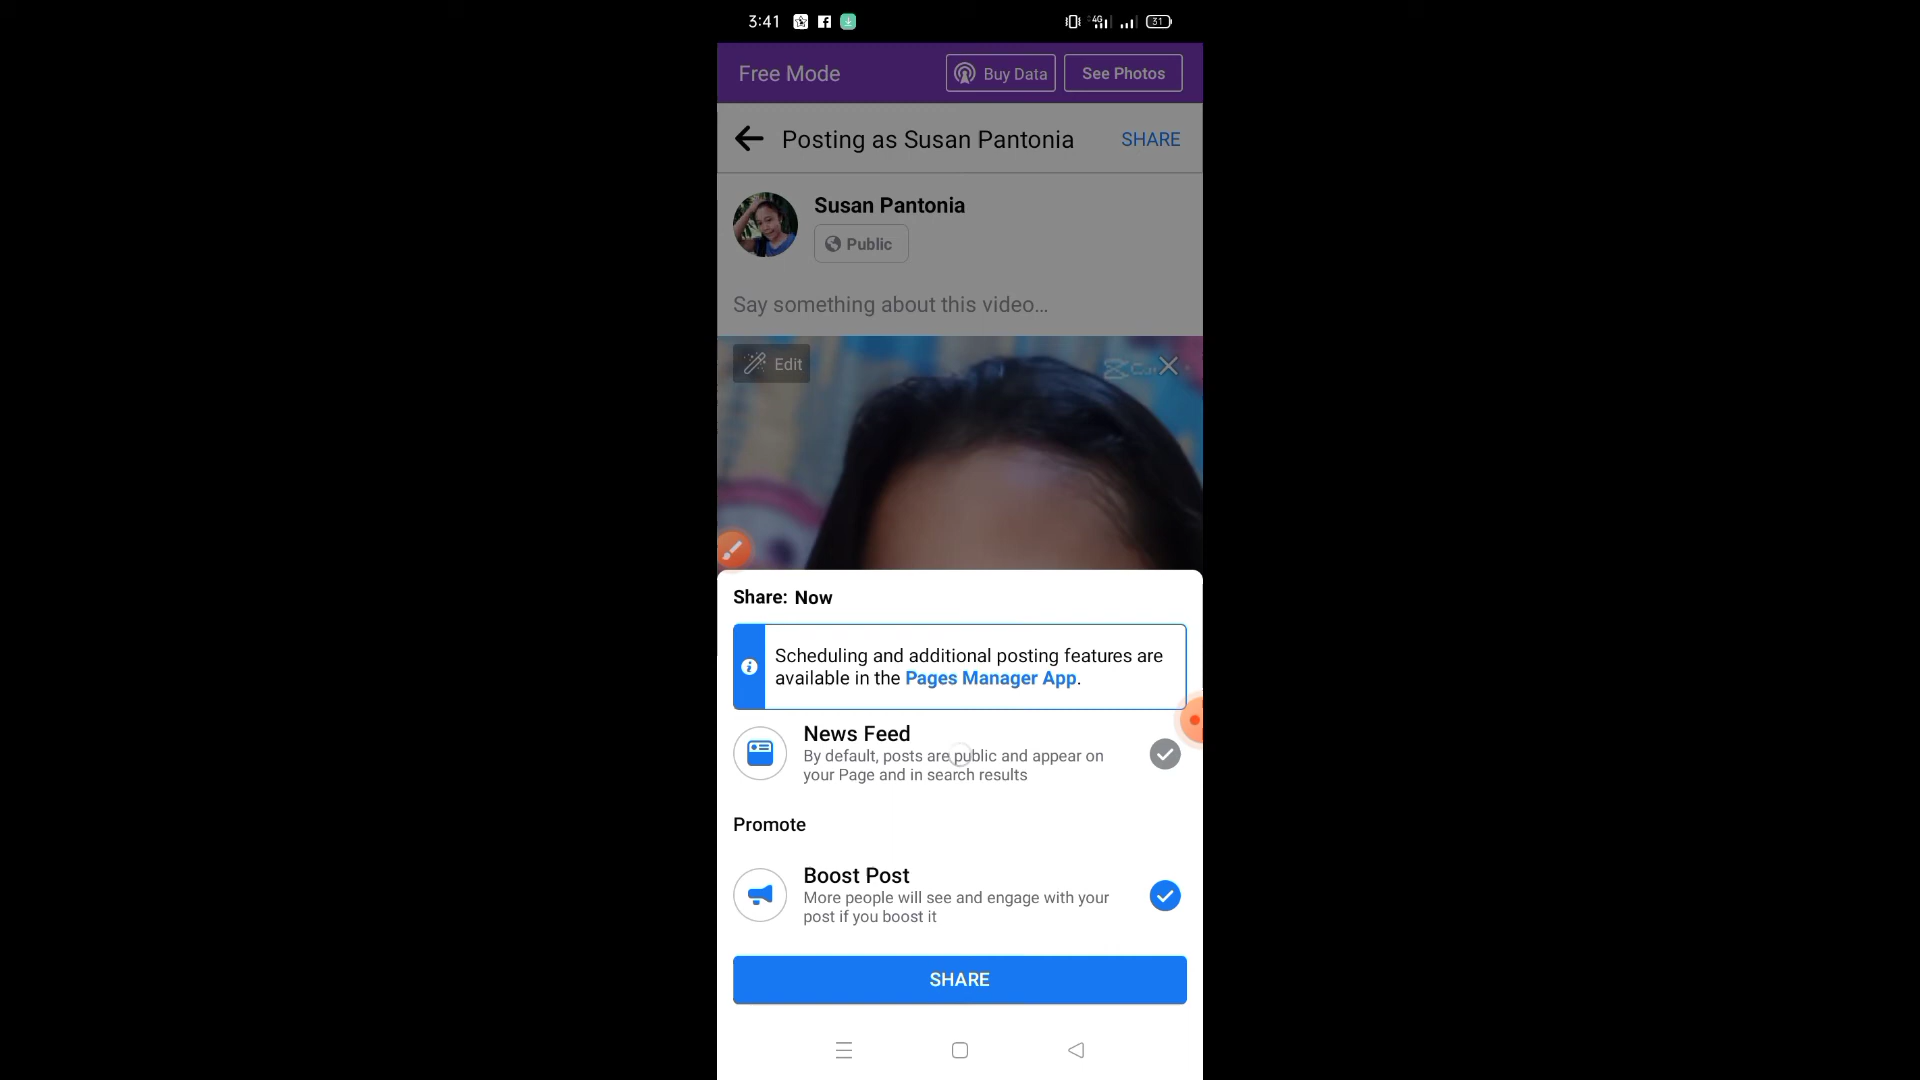 3:41
4G
31
Free Mode
Buy Data
See Photos
Posting as Susan Pantonia
SHARE
Susan Pantonia
Public
Say something about this video...
Edit
Share: Now
Scheduling and additional posting features are
available in the Pages Manager App.
News Feed
By default, posts are public and appear on
your Page and in search results
Promote
Boost Post
More people will see and engage with your
post if you boost it
SHARE